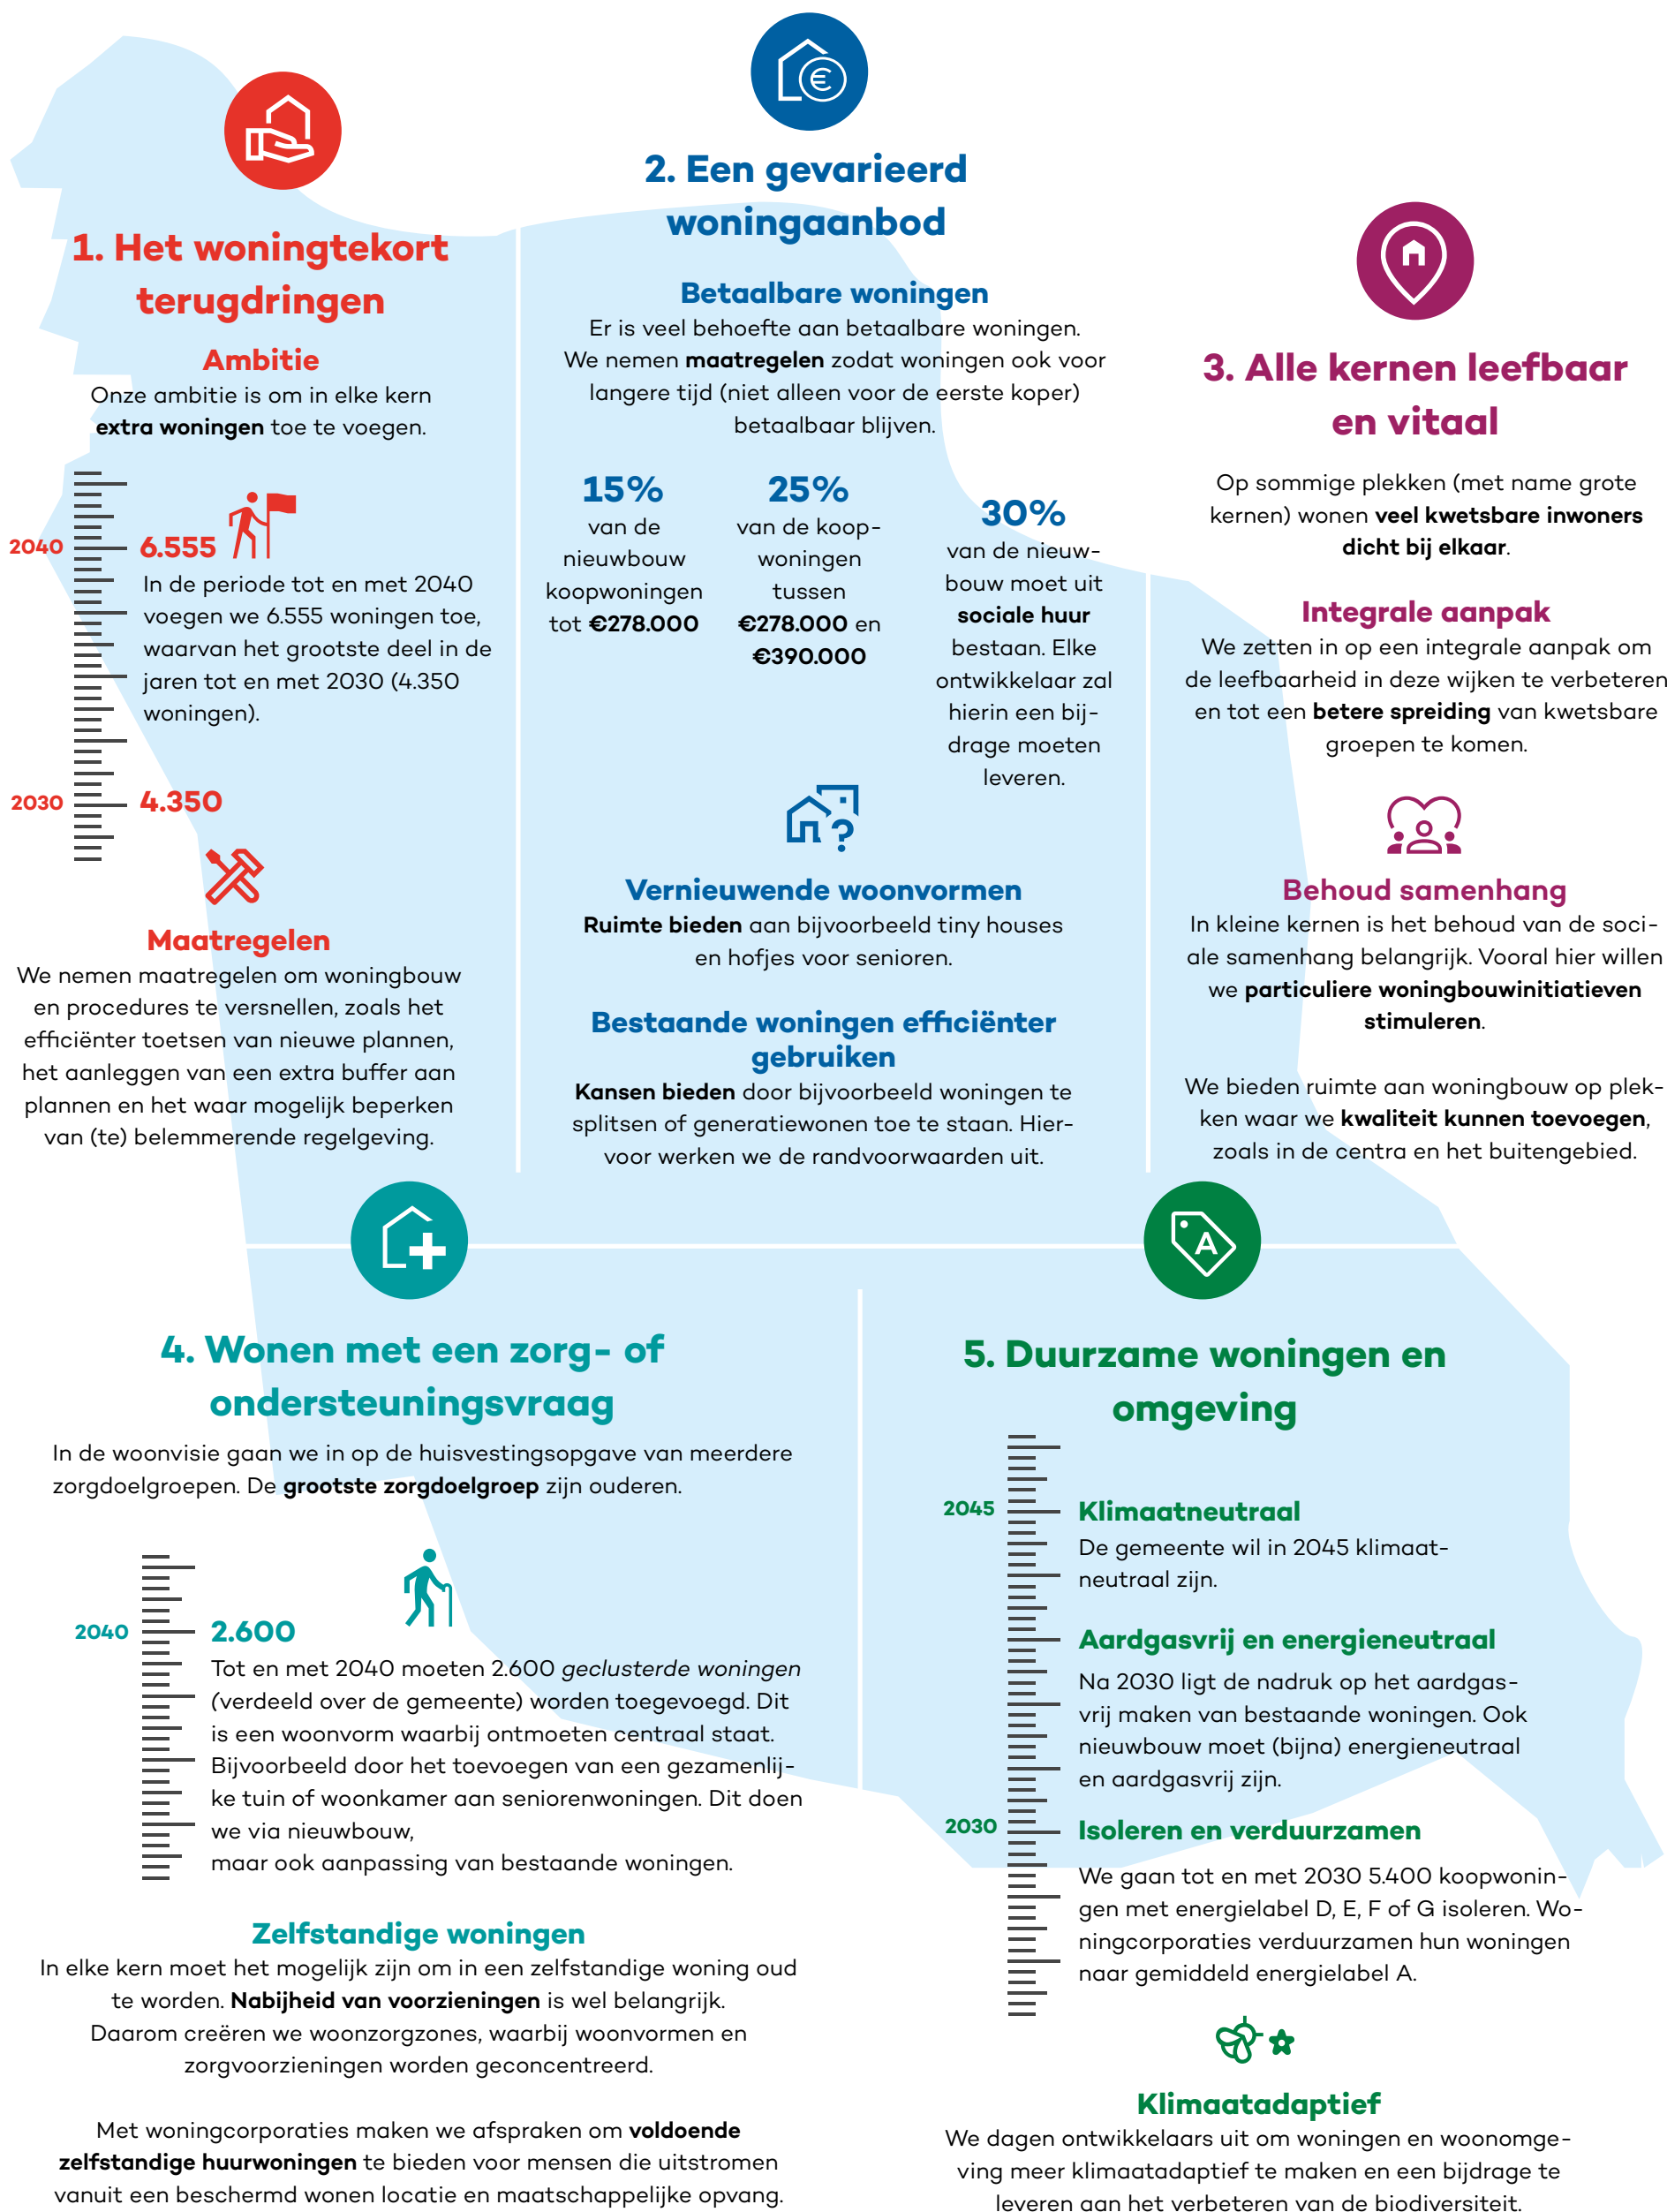 1. Het woningtekort
terugdringen
Ambitie
Onze ambitie is om in elke kern
extra woningen toe te voegen.
2040
6.555
In de periode tot en met 2040
voegen we 6.555 woningen toe,
waarvan het grootste deel in de
jaren tot en met 2030 (4.350
woningen).
2030
4.350
Maatregelen
We nemen maatregelen om woningbouw
en procedures te versnellen, zoals het
efficiënter toetsen van nieuwe plannen,
het aanleggen van een extra buffer aan
plannen en het waar mogelijk beperken
van (te) belemmerende regelgeving.
€
2. Een gevarieerd
woningaanbod
Betaalbare woningen
Er is veel behoefte aan betaalbare woningen.
We nemen maatregelen zodat woningen ook voor
langere tijd (niet alleen voor de eerste koper)
betaalbaar blijven.
15%
van de
nieuwbouw
koopwoningen
tot €278.000
25%
van de koop-
woningen
tussen
€278.000 en
€390.000
30%
van de nieuw-
bouw moet uit
sociale huur
bestaan. Elke
ontwikkelaar zal
hierin een bij-
drage moeten
leveren.
?
Vernieuwende woonvormen
Ruimte bieden aan bijvoorbeeld tiny houses
en hofjes voor senioren.
Bestaande woningen efficiënter
gebruiken
Kansen bieden door bijvoorbeeld woningen te
splitsen of generatiewonen toe te staan. Hier-
voor werken we de randvoorwaarden uit.
3. Alle kernen leefbaar
en vitaal
Op sommige plekken (met name grote
kernen) wonen veel kwetsbare inwoners
dicht bij elkaar.
Integrale aanpak
We zetten in op een integrale aanpak om
de leefbaarheid in deze wijken te verbeteren
en tot een betere spreiding van kwetsbare
groepen te komen.
Behoud samenhang
In kleine kernen is het behoud van de soci-
ale samenhang belangrijk. Vooral hier willen
we particuliere woningbouwinitiatieven
stimuleren.
We bieden ruimte aan woningbouw op plek-
ken waar we kwaliteit kunnen toevoegen,
zoals in de centra en het buitengebied.
4. Wonen met een zorg- of
ondersteuningsvraag
In de woonvisie gaan we in op de huisvestingsopgave van meerdere
zorgdoelgroepen. De grootste zorgdoelgroep zijn ouderen.
2040
2.600
Tot en met 2040 moeten 2.600 geclusterde woningen
(verdeeld over de gemeente) worden toegevoegd. Dit
is een woonvorm waarbij ontmoeten centraal staat.
Bijvoorbeeld door het toevoegen van een gezamenlij-
ke tuin of woonkamer aan seniorenwoningen. Dit doen
we via nieuwbouw,
maar ook aanpassing van bestaande woningen.
Zelfstandige woningen
In elke kern moet het mogelijk zijn om in een zelfstandige woning oud
te worden. Nabijheid van voorzieningen is wel belangrijk.
Daarom creëren we woonzorgzones, waarbij woonvormen en
zorgvoorzieningen worden geconcentreerd.
Met woningcorporaties maken we afspraken om voldoende
zelfstandige huurwoningen te bieden voor mensen die uitstromen
vanuit een beschermd wonen locatie en maatschappelijke opvang.
A
5. Duurzame woningen en
omgeving
2045
Klimaatneutraal
De gemeente wil in 2045 klimaat-
neutraal zijn.
Aardgasvrij en energieneutraal
Na 2030 ligt de nadruk op het aardgas-
vrij maken van bestaande woningen. Ook
nieuwbouw moet (bijna) energieneutraal
en aardgasvrij zijn.
2030
Isoleren en verduurzamen
We gaan tot en met 2030 5.400 koopwonin-
gen met energielabel D, E, F of G isoleren. Wo-
ningcorporaties verduurzamen hun woningen
naar gemiddeld energielabel A.
Klimaatadaptief
We dagen ontwikkelaars uit om woningen en woonomge-
ving meer klimaatadaptief te maken en een bijdrage te
leveren aan het verbeteren van de biodiversiteit.